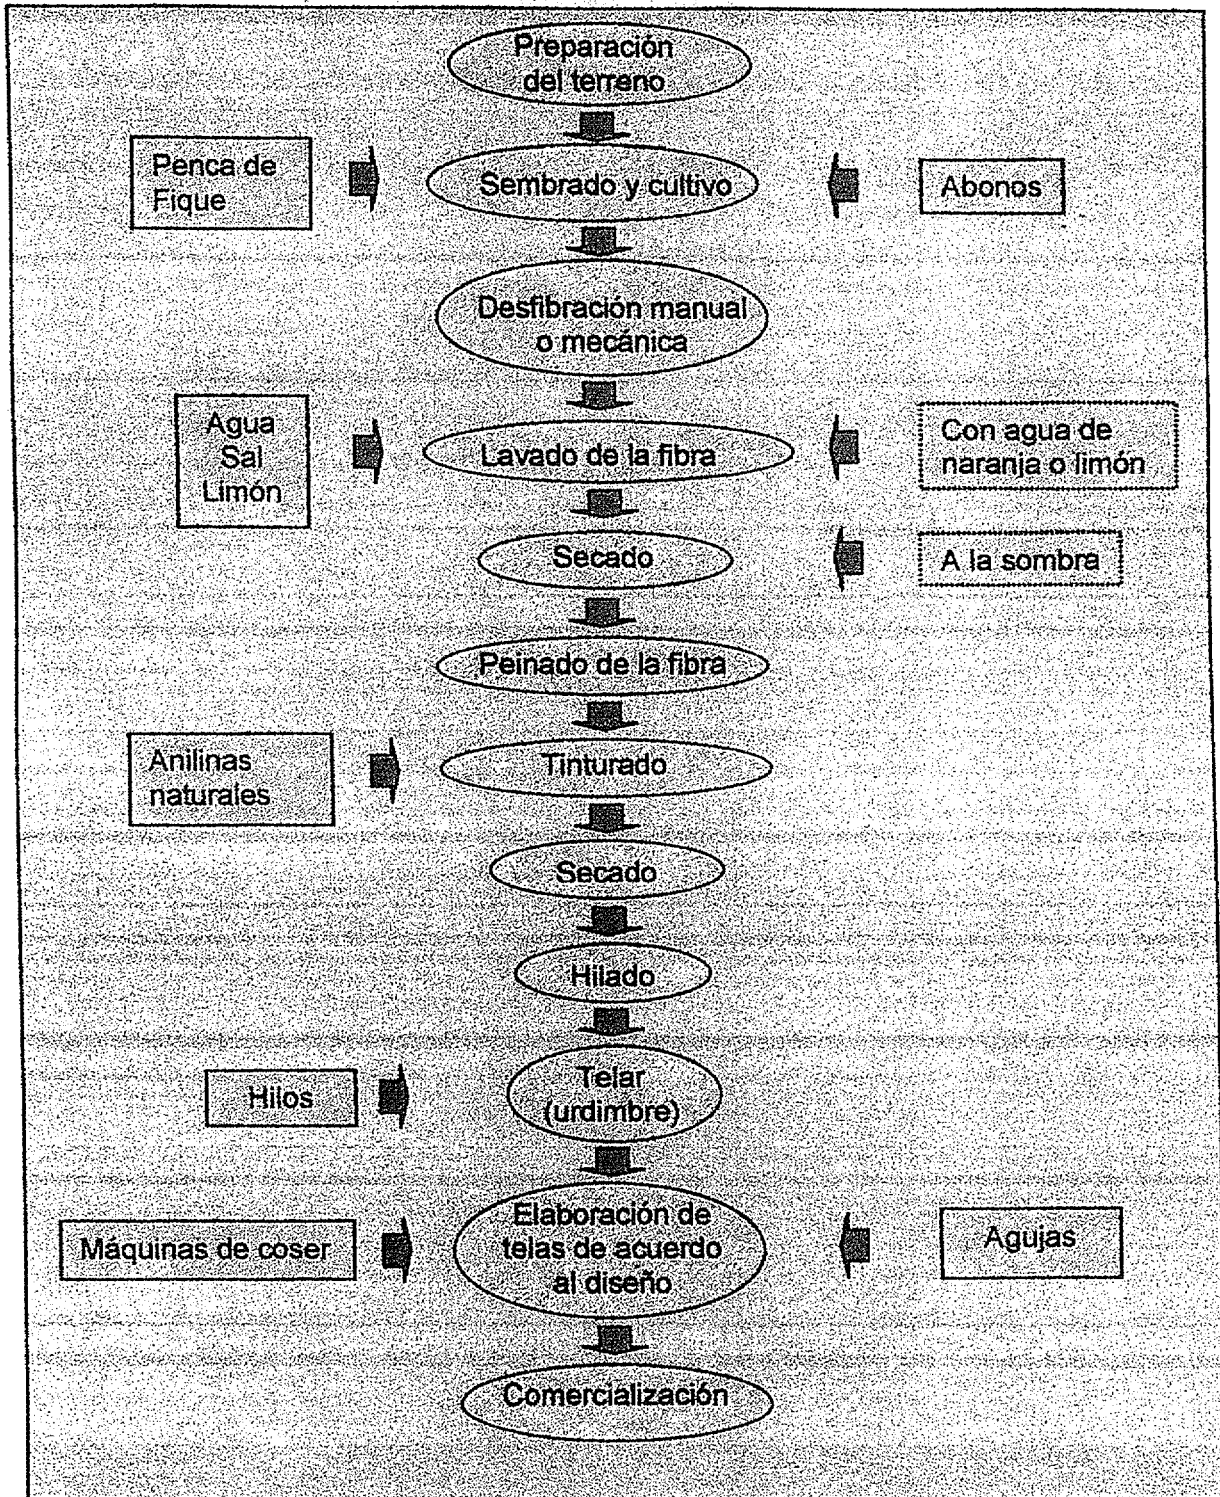 Preparación
del terreno
Penca de
Fique
Sembrado y cultivo
Abonos
Desfibración manual
o mecánica
Agua
Sal
Limón
Lavado de la fibra
Con agua de
naranja o limón
Secado
A la sombra
Peinado de la fibra
Anilinas
naturales
Tinturado
Secado
Hilado
Hilos
Telar
(urdimbre)
Máquinas de coser
Elaboración de
telas de acuerdo
al diseño
Agujas
Comercialización